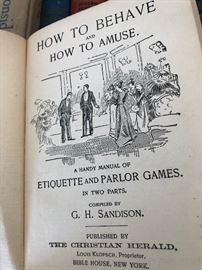 HOW TO BEHAVE
AND
HOW TO AMUSE.
A HANDY MANUAL OF
ETIQUETTE AND PARLOR GAMES.
IN TWO PARTS.
COMPILED BY
G. H. SANDISON.
PUBLISHED BY
THE CHRISTIAN HERALD,
LOUIS KLOPSCH, Proprietor,
BIBLE HOUSE, NEW YORK.